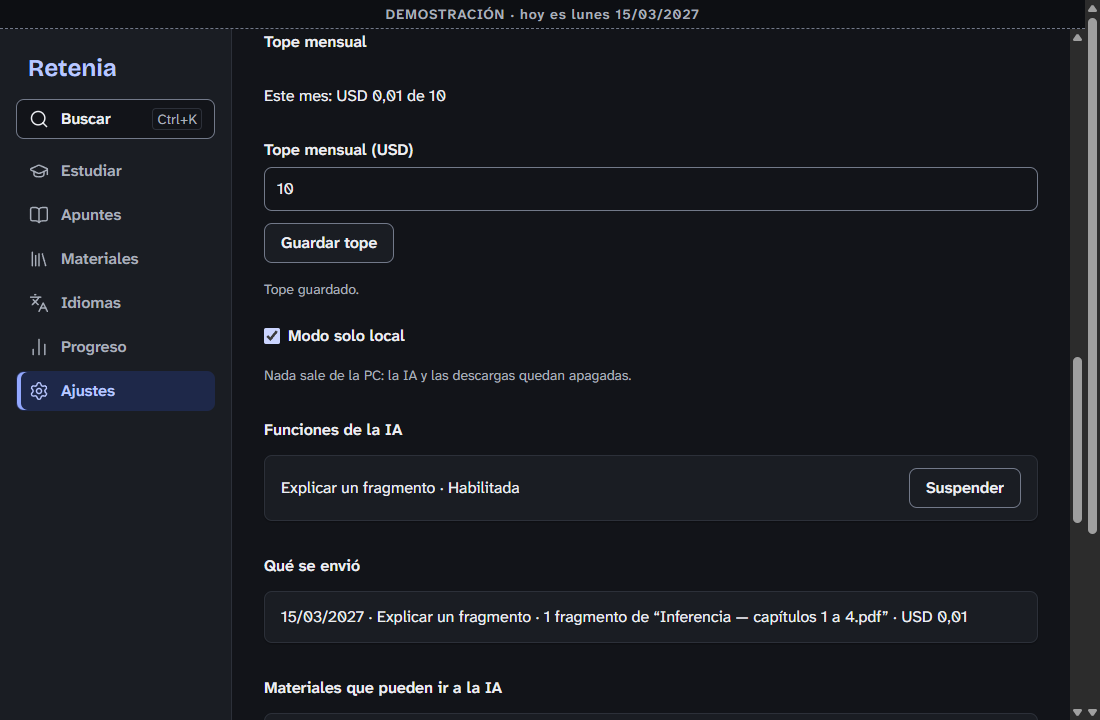 DEMOSTRACIÓN · hoy es lunes 15/03/2027
Retenia
Buscar Ctrl+K
Estudiar
Apuntes
Materiales
Idiomas
Progreso
Ajustes
Tope mensual
Este mes: USD 0,01 de 10
Tope mensual (USD)
10
Guardar tope
Tope guardado.
Modo solo local
Nada sale de la PC: la IA y las descargas quedan apagadas.
Funciones de la IA
Explicar un fragmento · Habilitada
Suspender
Qué se envió
15/03/2027 · Explicar un fragmento · 1 fragmento de “Inferencia — capítulos 1 a 4.pdf” · USD 0,01
Materiales que pueden ir a la IA